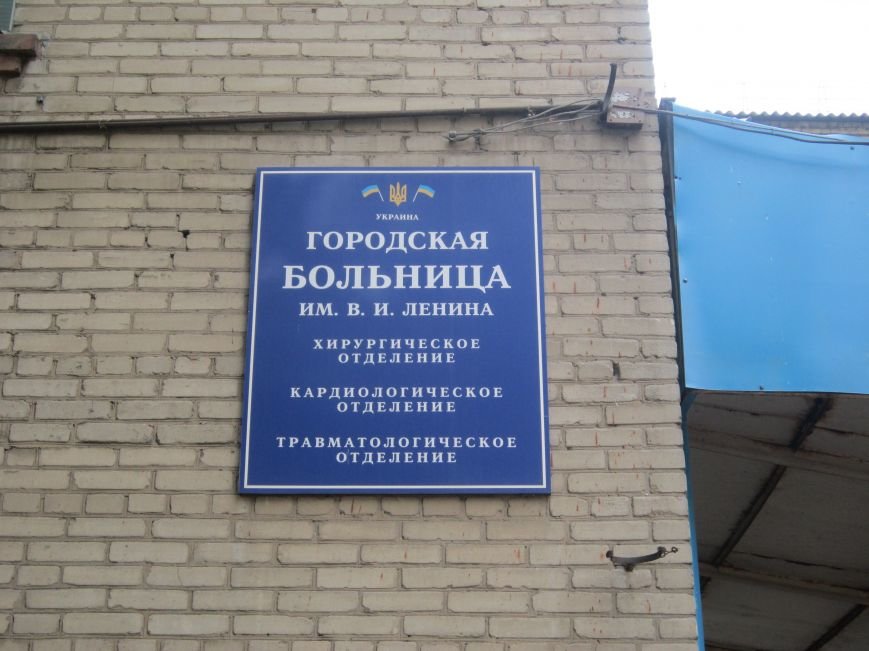 УКРАИНА
ГОРОДСКАЯ
БОЛЬНИЦА
ИМ. В. И. ЛЕНИНА
ХИРУРГИЧЕСКОЕ
ОТДЕЛЕНИЕ
КАРДИОЛОГИЧЕСКОЕ
ОТДЕЛЕНИЕ
ТРАВМАТОЛОГИЧЕСКОЕ
ОТДЕЛЕНИЕ